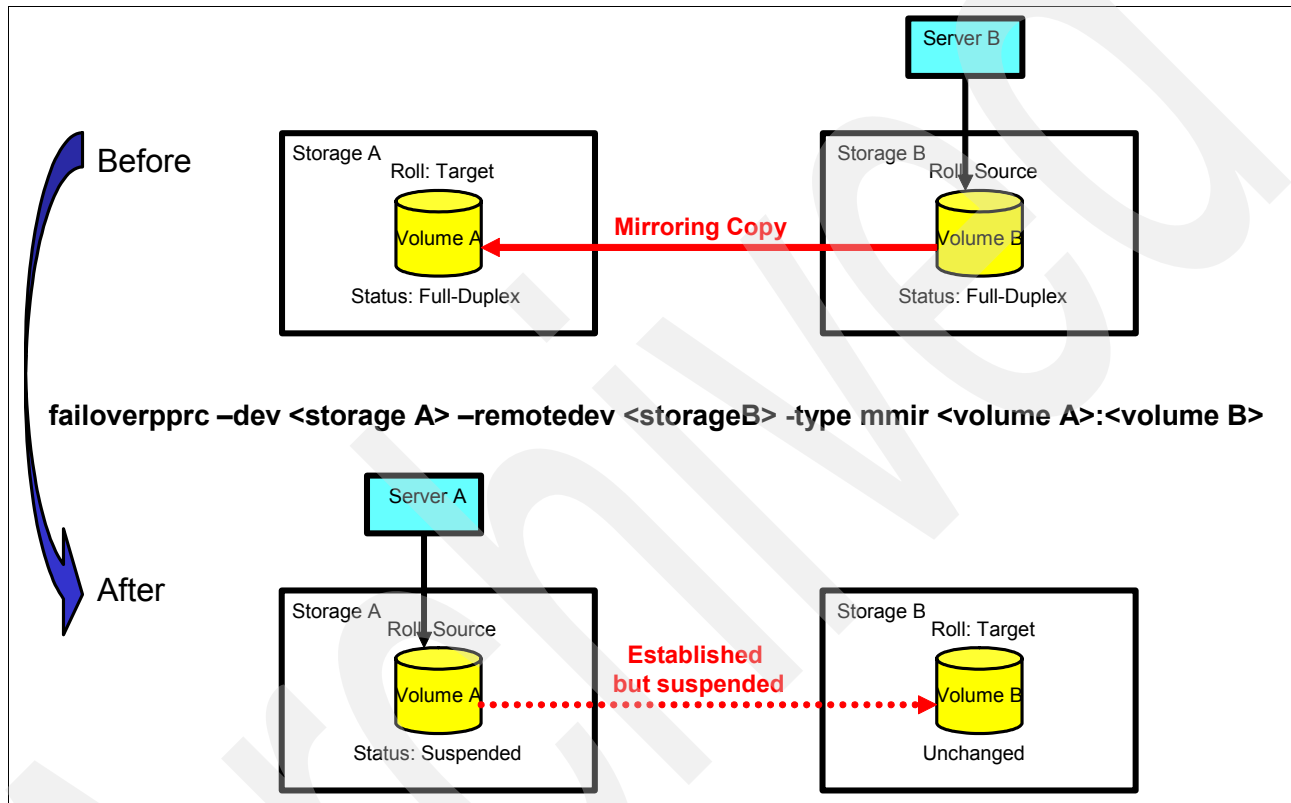 Server B
Before
Storage A
Roll: Target
Volume A
Status: Full-Duplex
Mirroring Copy
Storage B
Roll: Source
Volume B
Status: Full-Duplex
failoverpprc –dev <storage A> –remotedev <storageB> -type mmir <volume A>:<volume B>
Server A
After
Storage A
Roll: Source
Volume A
Status: Suspended
Established
but suspended
Storage B
Roll: Target
Volume B
Unchanged
Archived